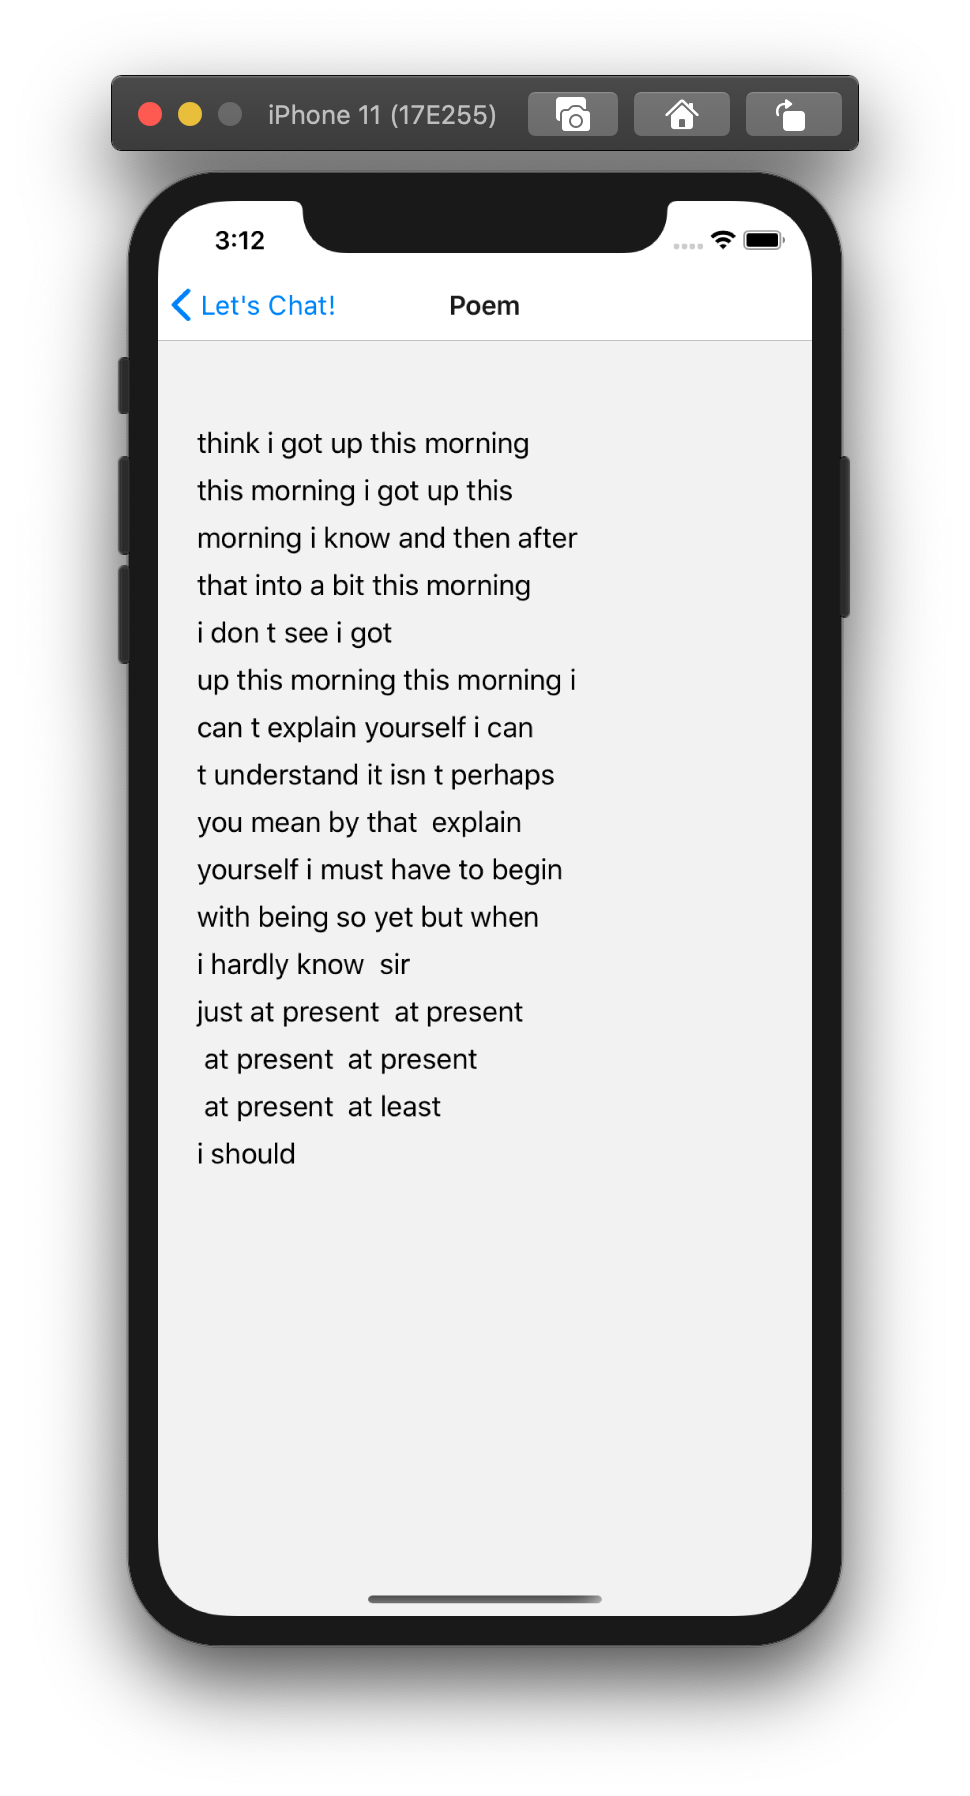 iPhone 11 (17E255)
3:12
Let's Chat!
Poem
think i got up this morning
this morning i got up this
morning i know and then after
that into a bit this morning
i don t see i got
up this morning this morning i
can t explain yourself i can
t understand it isn t perhaps
you mean by that  explain
yourself i must have to begin
with being so yet but when
i hardly know  sir
just at present  at present
 at present  at present
 at present  at least
i should